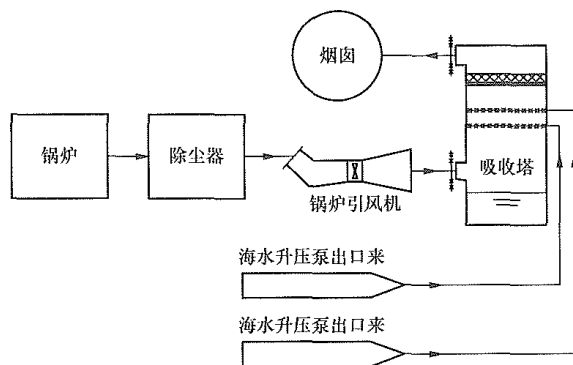 烟囱
锅炉
除尘器
吸收塔
锅炉引风机
海水升压泵出口来
海水升压泵出口来